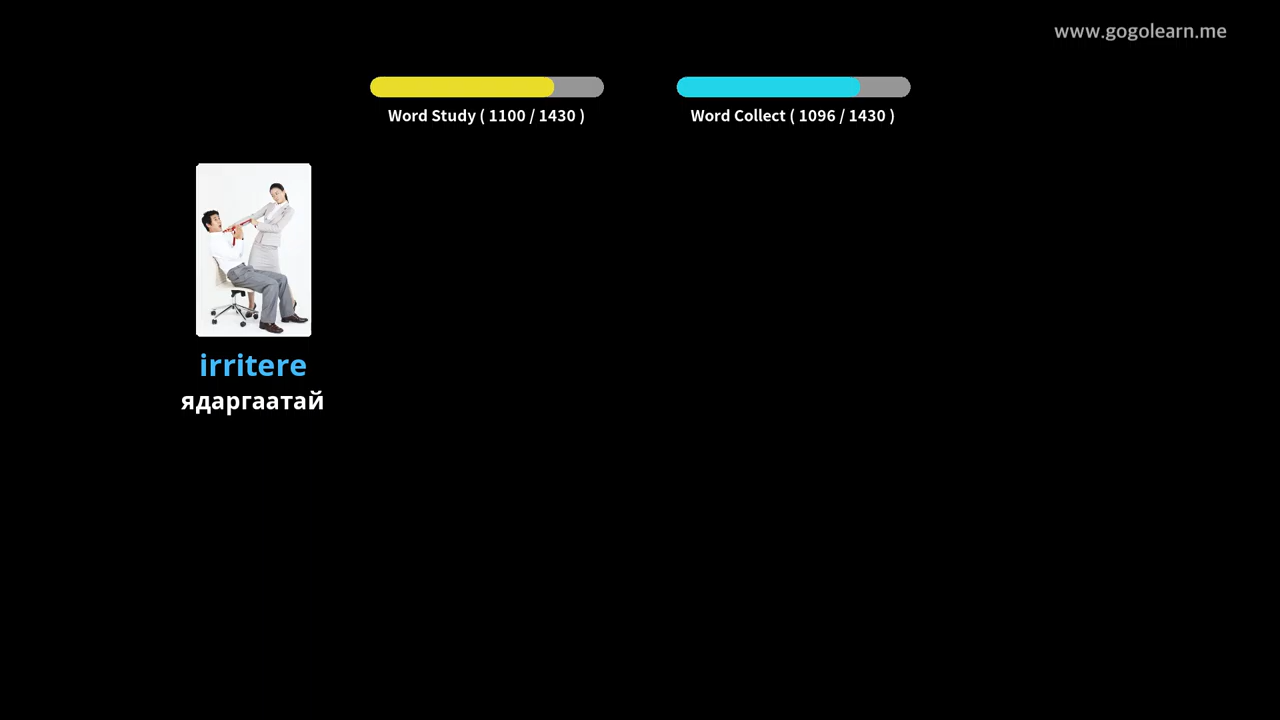 www.gogolearn.me
Word Study ( 1100 / 1430 )
Word Collect ( 1096 / 1430 )
irritere
ядаргаатай